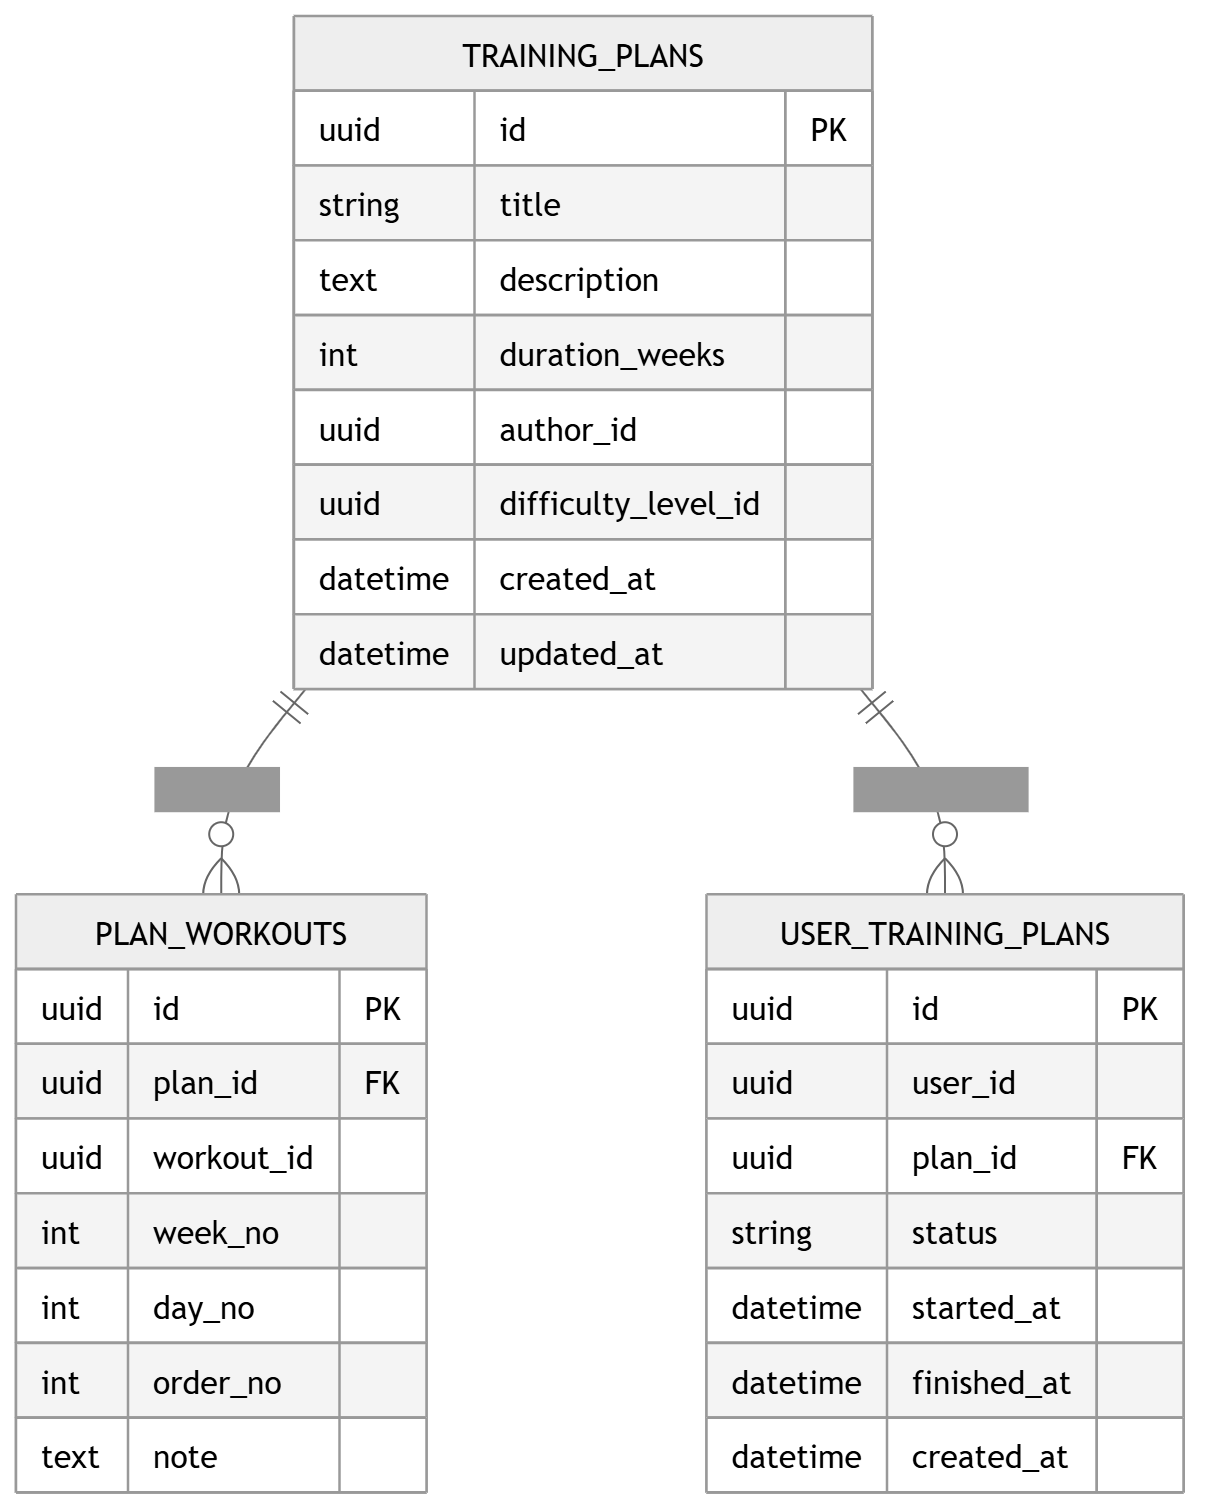 TRAINING_PLANS
uuid id PK
string title
text description
int duration_weeks
uuid author_id
uuid difficulty_level_id
datetime created_at
datetime updated_at
PLAN_WORKOUTS
uuid id PK
uuid plan_id FK
uuid workout_id
int week_no
int day_no
int order_no
text note
USER_TRAINING_PLANS
uuid id PK
uuid user_id
uuid plan_id FK
string status
datetime started_at
datetime finished_at
datetime created_at